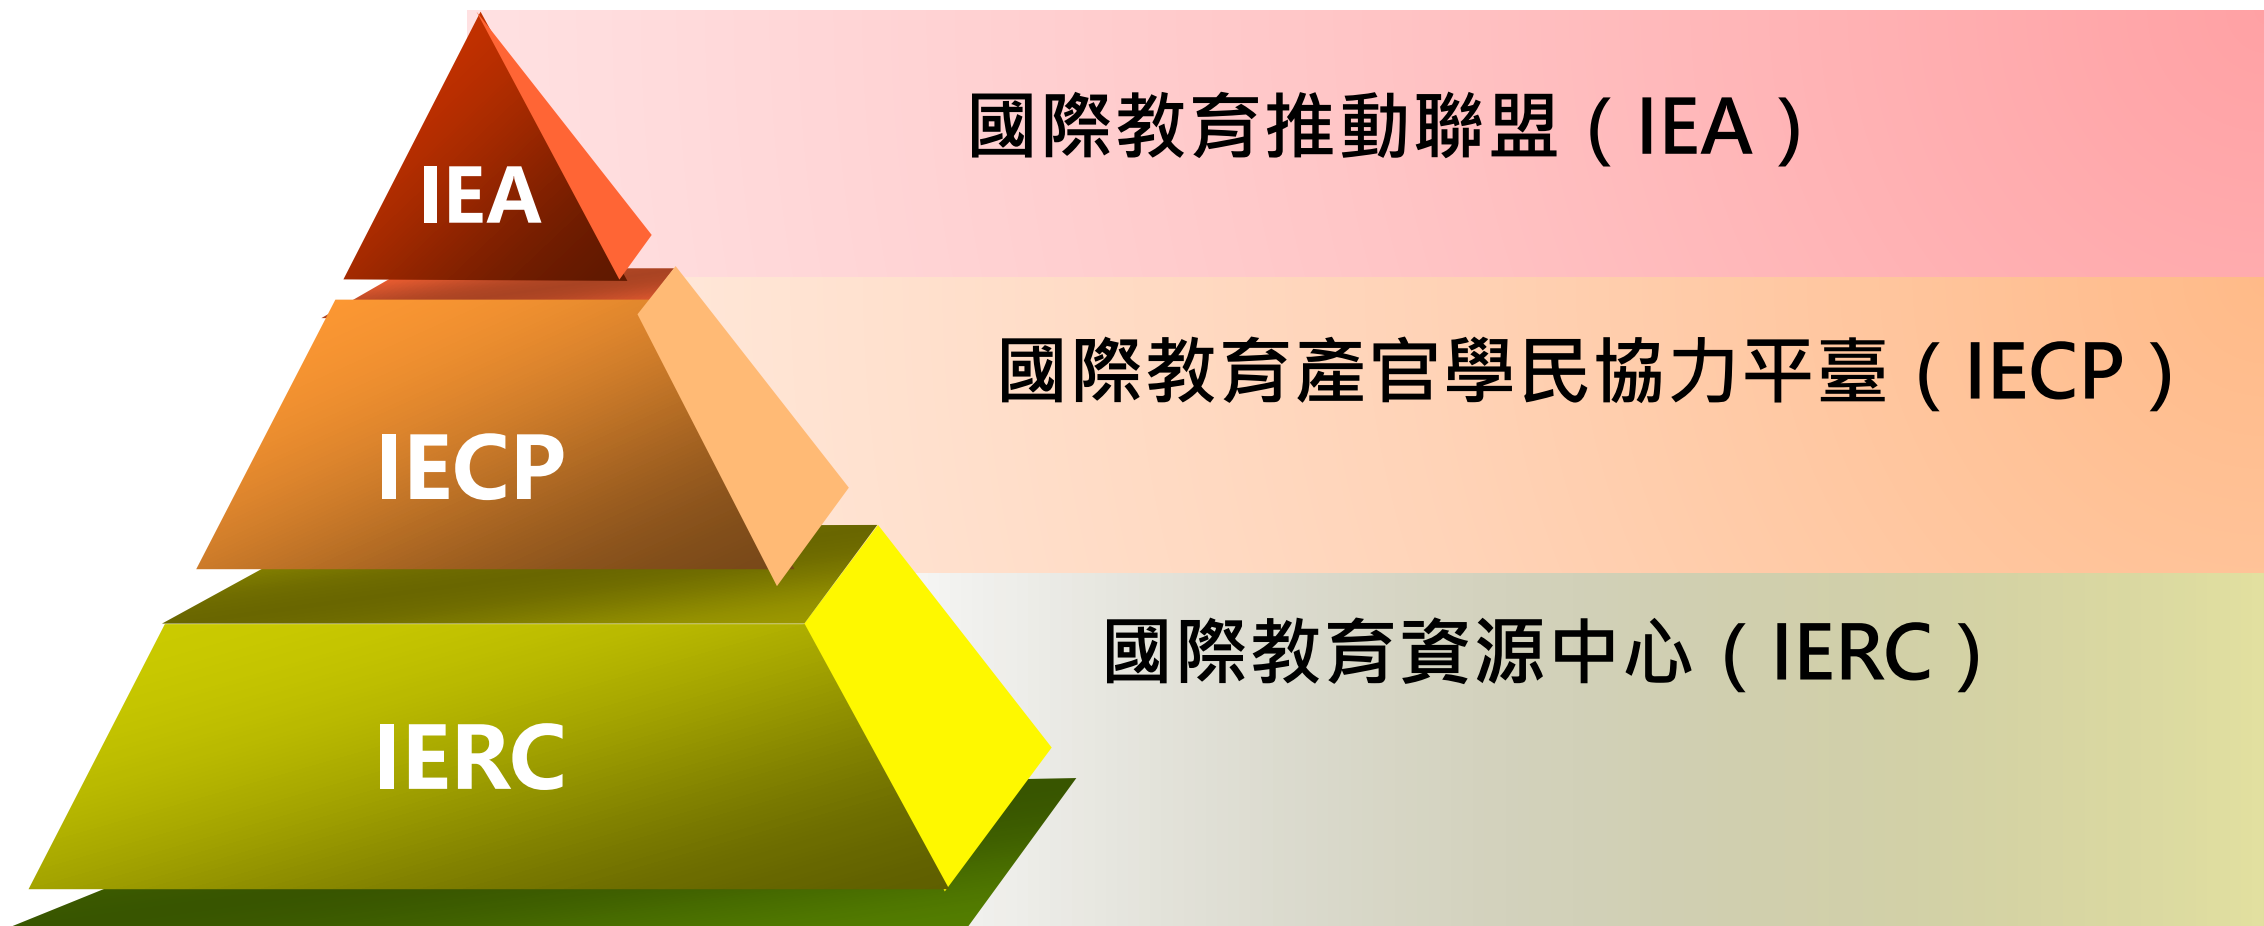 國際教育推動聯盟（IEA）
IEA
國際教育產官學民協力平臺（IECP）
IECP
國際教育資源中心（IERC）
IERC